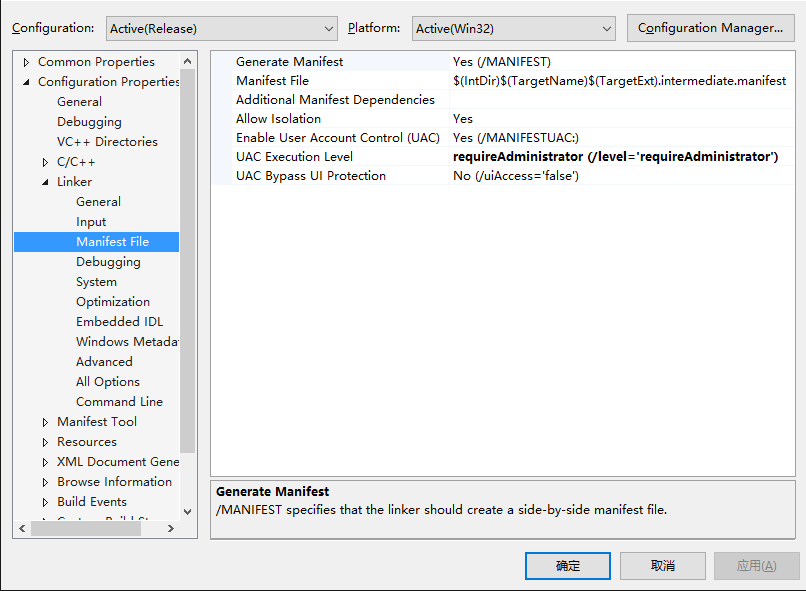 Configuration: Active(Release) Platform: Active(Win32) Configuration Manager...
Common Properties
Configuration Properties
General
Debugging
VC++ Directories
C/C++
Linker
General
Input
Manifest File
Debugging
System
Optimization
Embedded IDL
Windows Metada
Advanced
All Options
Command Line
Manifest Tool
Resources
XML Document Gene
Browse Information
Build Events
Generate Manifest Yes (/MANIFEST)
Manifest File $(IntDir)$(TargetName)$(TargetExt).intermediate.manifest
Additional Manifest Dependencies
Allow Isolation Yes
Enable User Account Control (UAC) Yes (/MANIFESTUAC:)
UAC Execution Level requireAdministrator (/level='requireAdministrator')
UAC Bypass UI Protection No (/uiAccess='false')
Generate Manifest
/MANIFEST specifies that the linker should create a side-by-side manifest file.
确定 取消 应用(A)